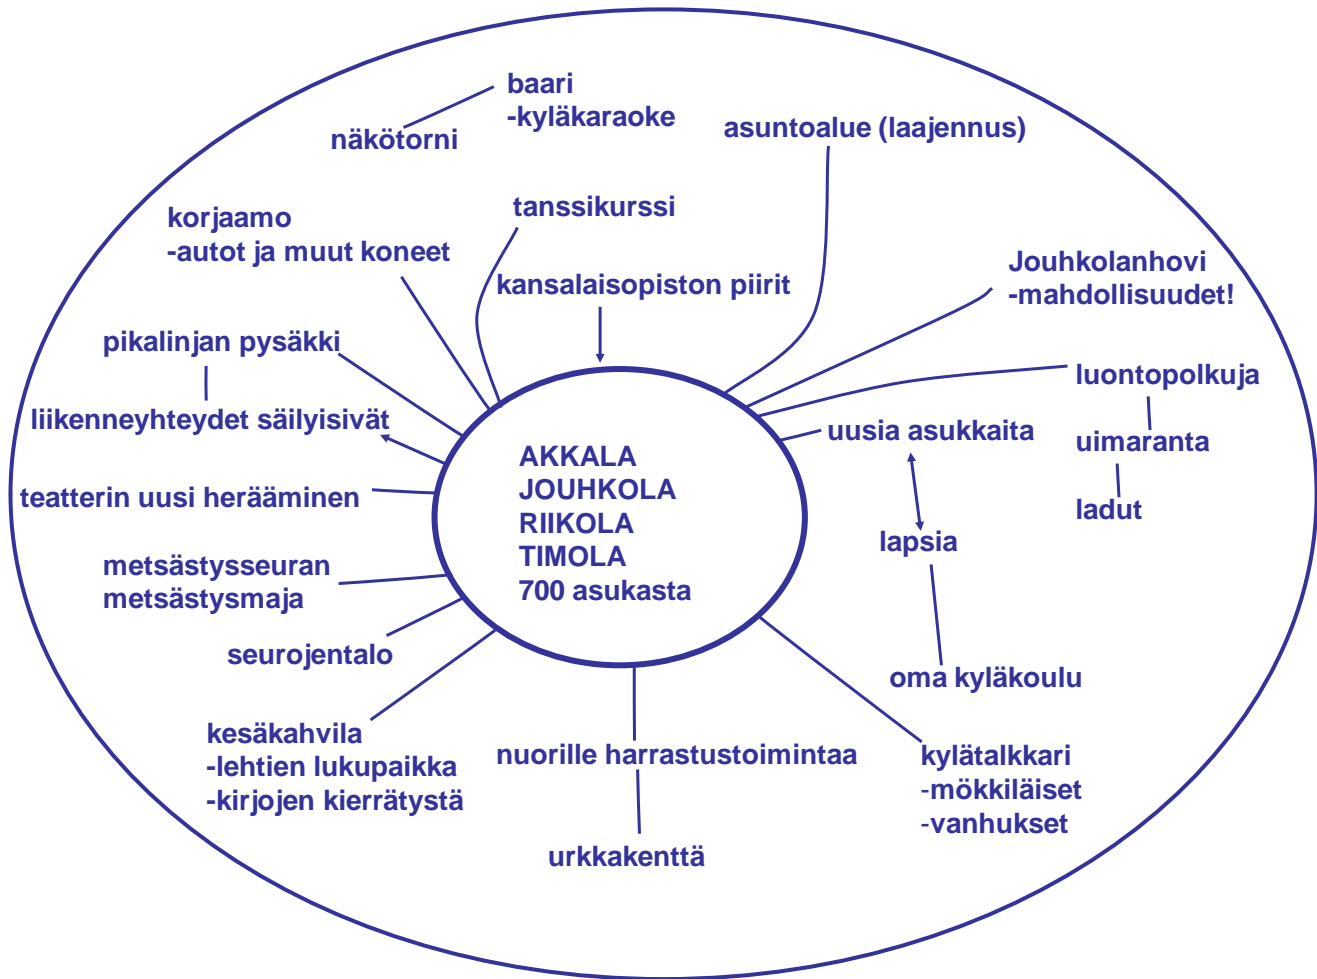 baari
-kyläkaraoke
näkötorni
asuntoalue (laajennus)
tanssikurssi
korjaamo
-autot ja muut koneet
kansalaisopiston piirit
Jouhkolanhovi
-mahdollisuudet!
pikalinjan pysäkki
luontopolkuja
liikenneyhteydet säilyisivät
uusia asukkaita
uimaranta
AKKALA
JOUHKOLA
RIIKOLA
TIMOLA
700 asukasta
teatterin uusi herääminen
ladut
lapsia
metsästysseuran
metsästysmaja
seurojentalo
oma kyläkoulu
kesäkahvila
-lehtien lukupaikka
-kirjojen kierrätystä
nuorille harrastustoimintaa
kylätalkkari
-mökkiläiset
-vanhukset
urkkakenttä